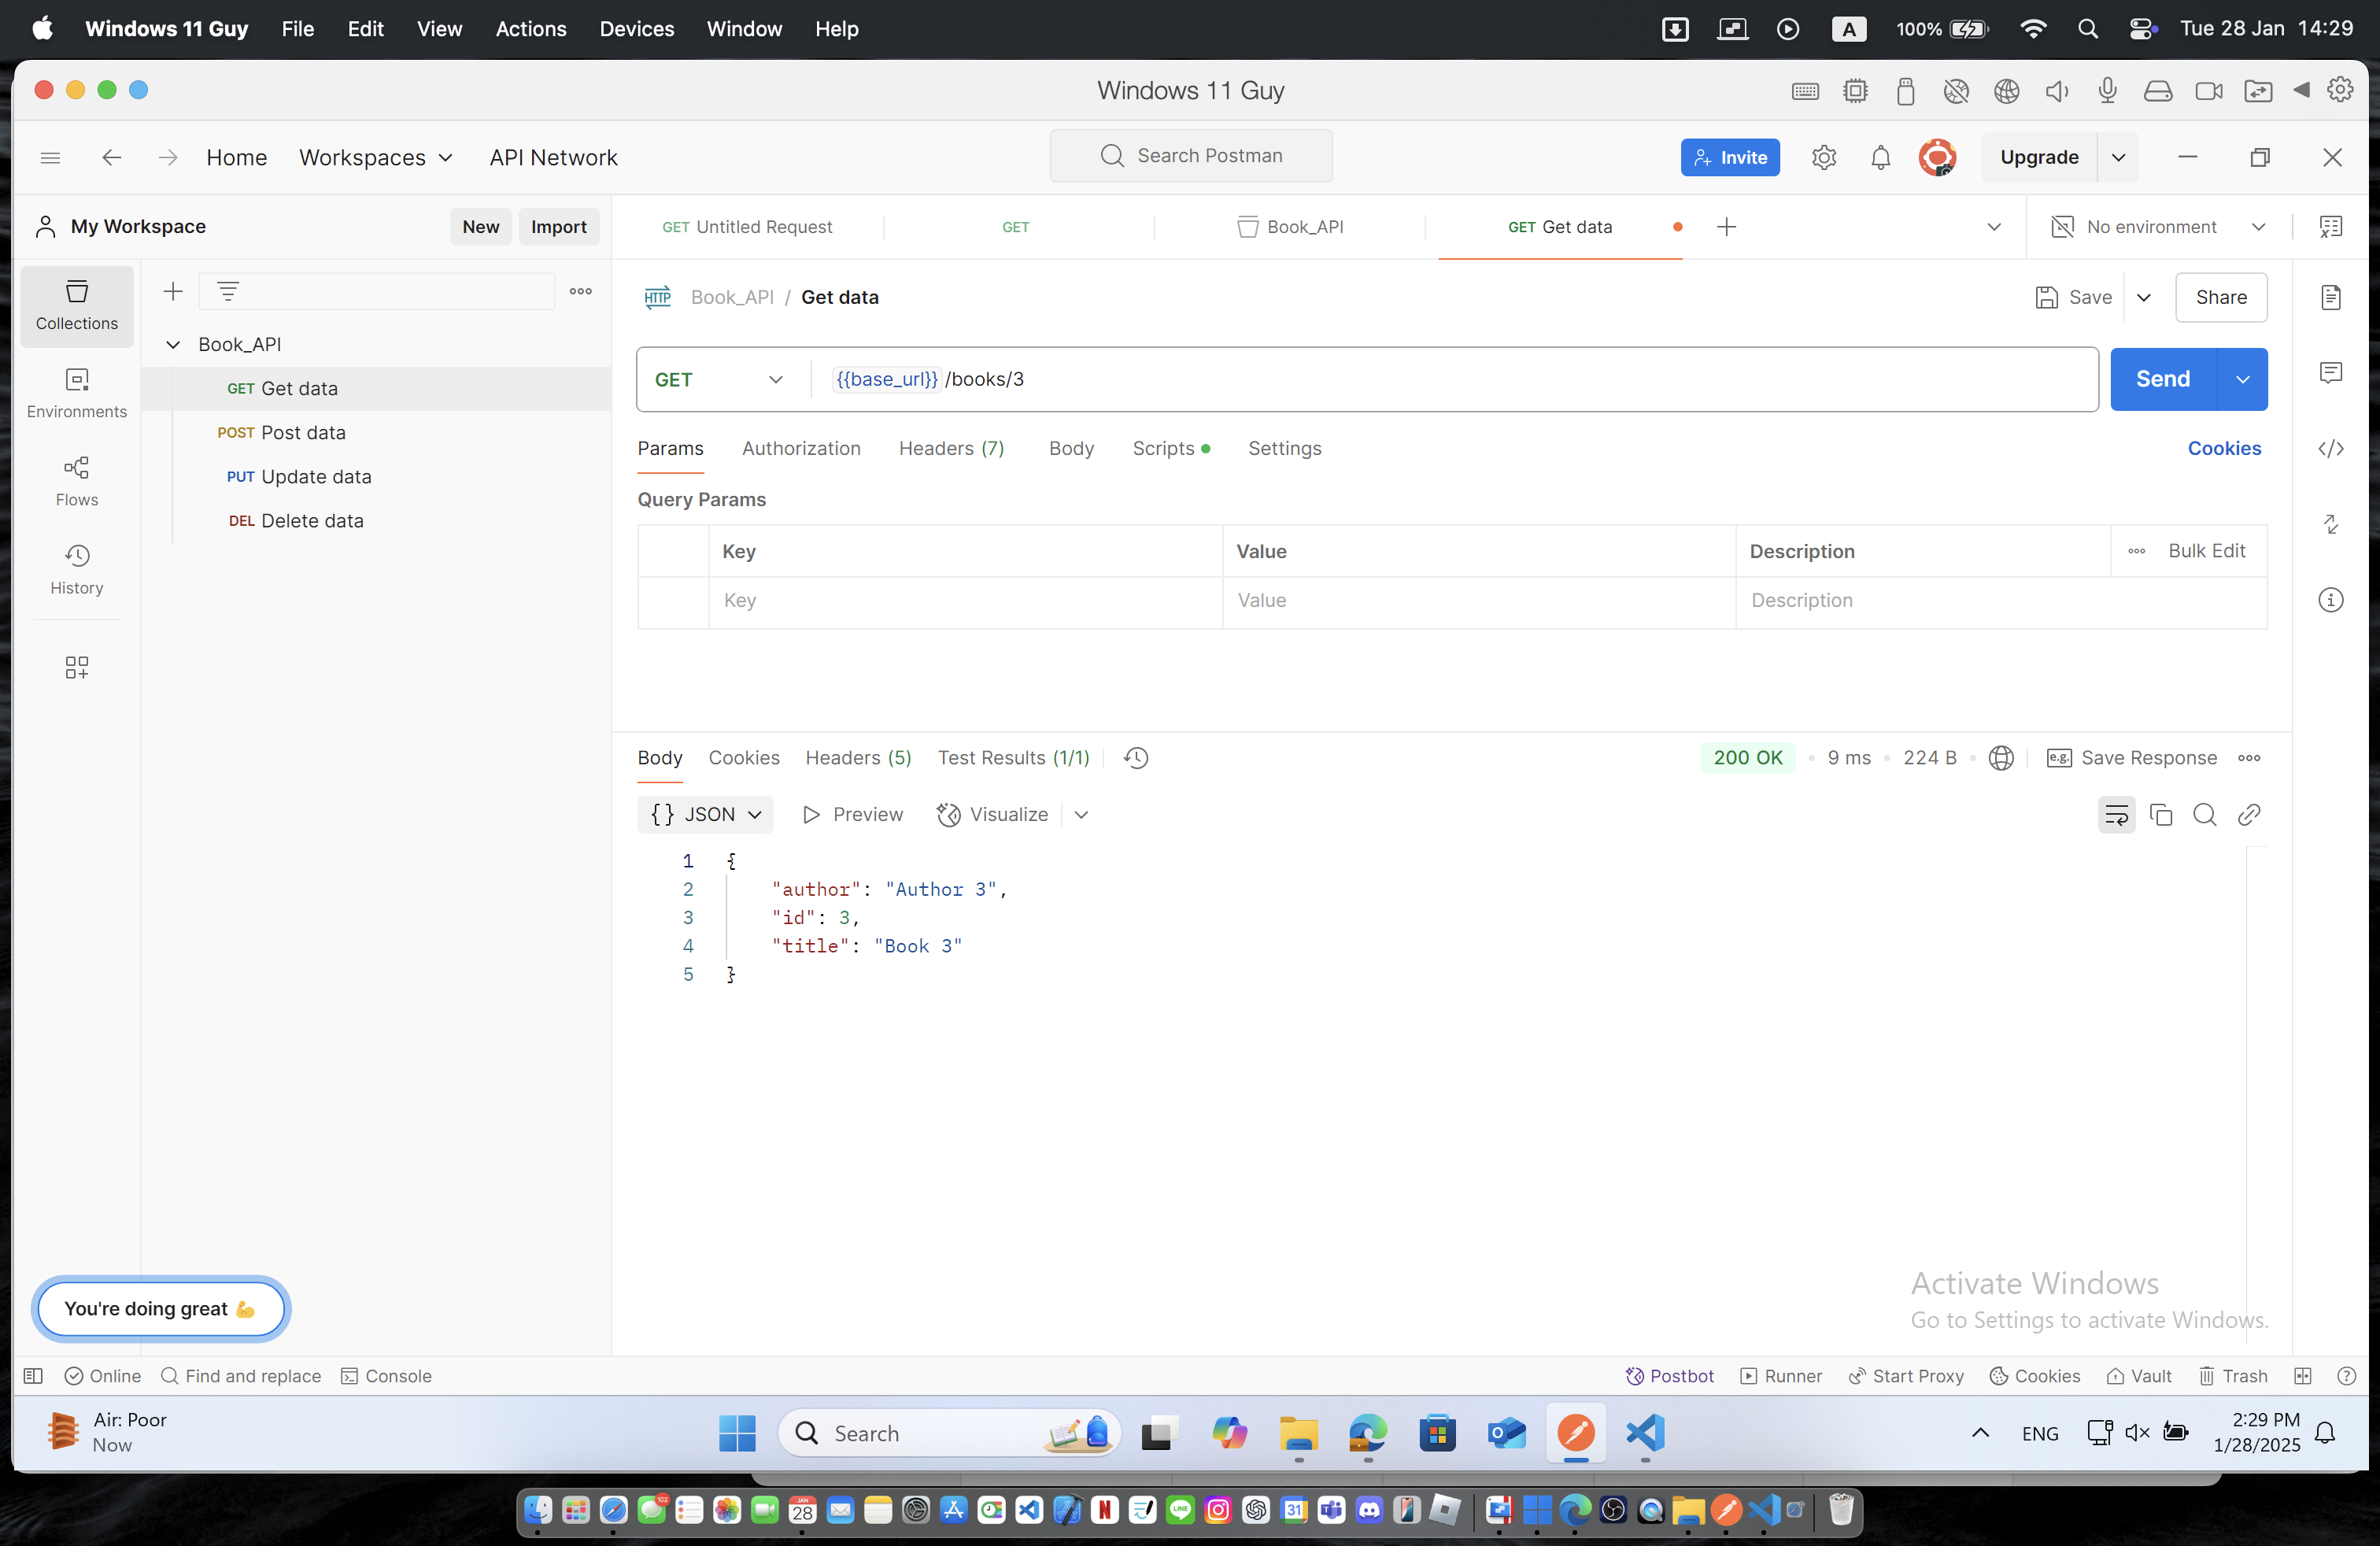 Windows 11 Guy File Edit View Actions Devices Window Help A 100% Tue 28 Jan 14:29
Windows 11 Guy
Home Workspaces API Network Search Postman Invite Upgrade
My Workspace New Import GET Untitled Request GET Book_API GET Get data No environment
Collections
Environments
Flows
History
Book_API
GET Get data
POST Post data
PUT Update data
DEL Delete data
HTTP Book_API / Get data Save Share
GET {{base_url}} /books/3 Send
Params Authorization Headers (7) Body Scripts Settings Cookies
Query Params
Key Value Description Bulk Edit
Key Value Description
Body Cookies Headers (5) Test Results (1/1) 200 OK 9 ms 224 B e.g. Save Response
{} JSON Preview Visualize
1 {
2 "author": "Author 3",
3 "id": 3,
4 "title": "Book 3"
5 }
You're doing great 💪
Activate Windows
Go to Settings to activate Windows.
Online Find and replace Console Postbot Runner Start Proxy Cookies Vault Trash
Air: Poor
Now
Search
ENG
2:29 PM
1/28/2025
102
JAN
28
LINE
31